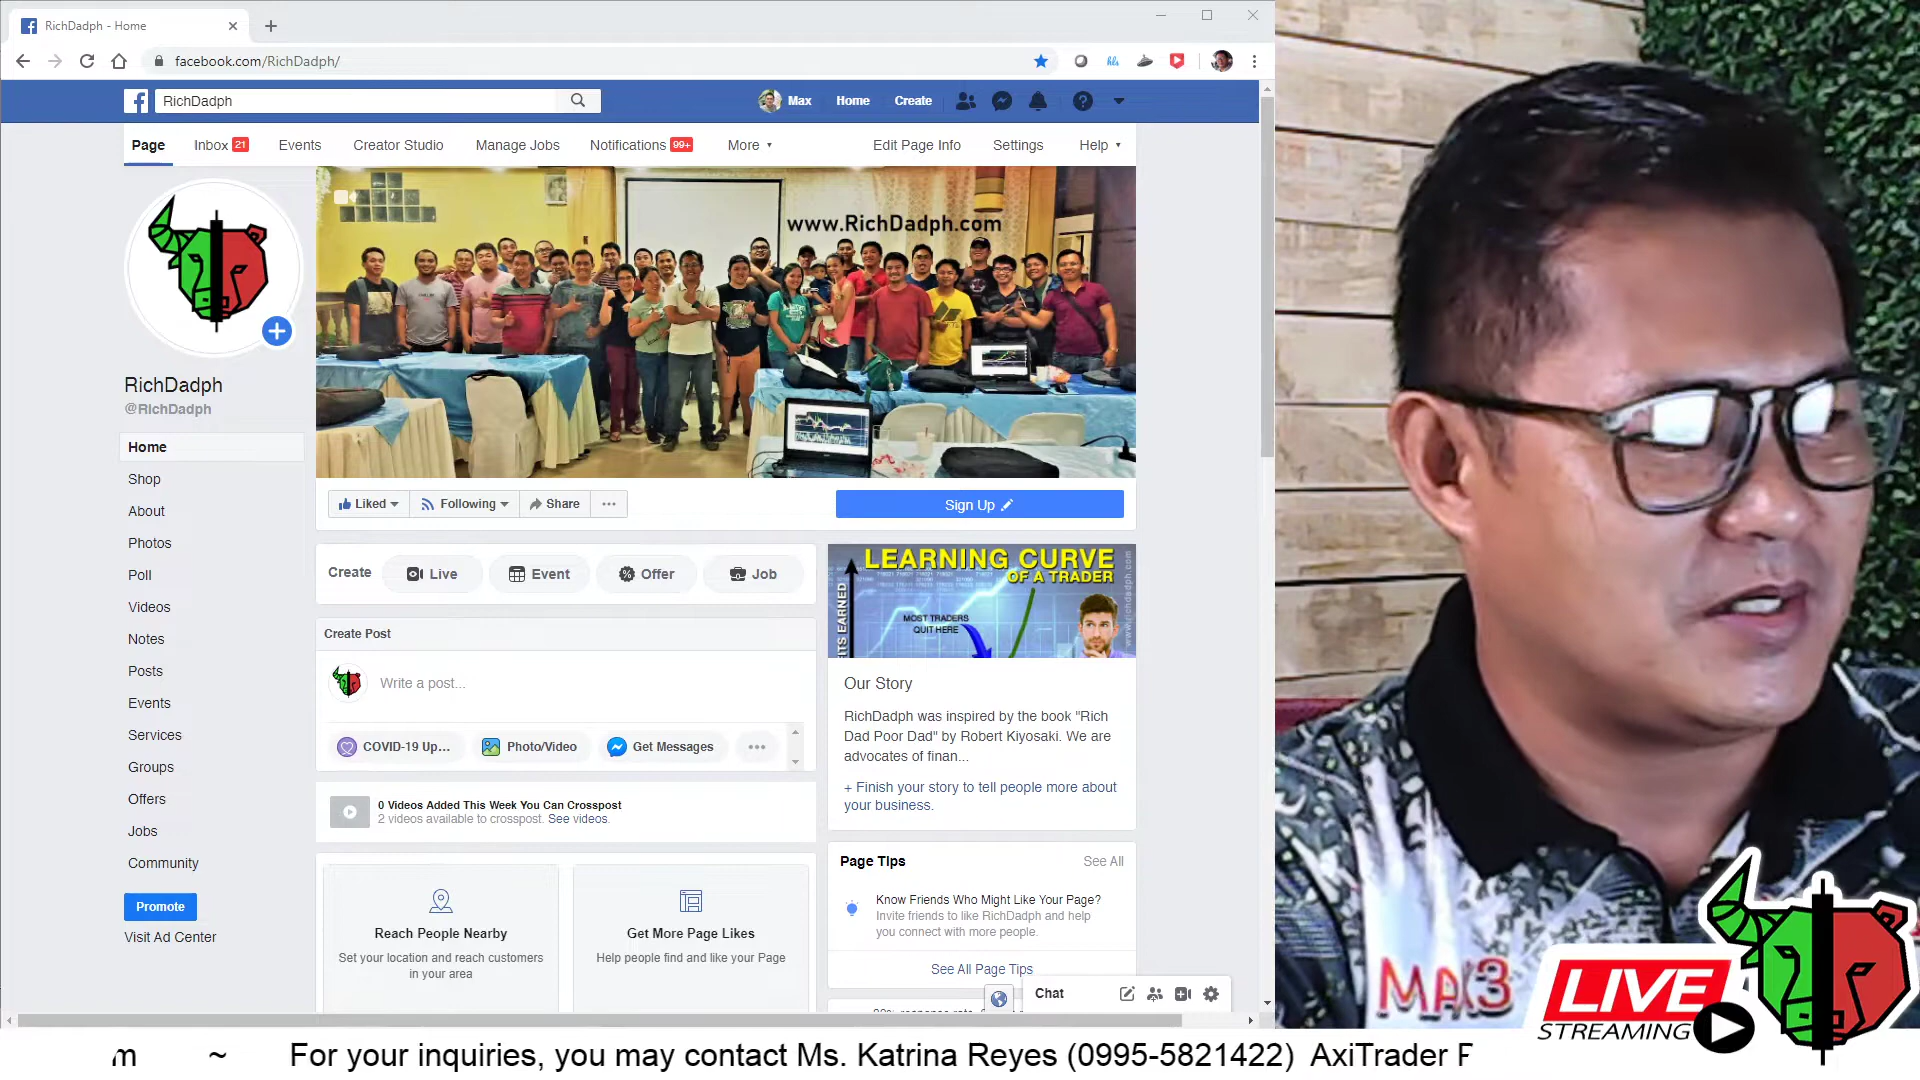 RichDadph - Home
facebook.com/RichDadph/
RichDadph
Max Home Create
Page Inbox 21 Events Creator Studio Manage Jobs Notifications 99+ More Edit Page Info Settings Help
www.RichDadph.com
RichDadph
@RichDadph
Home
Shop
About
Photos
Poll
Videos
Notes
Posts
Events
Services
Groups
Offers
Jobs
Community
Promote
Visit Ad Center
Liked Following Share ...
Sign Up
Create Live Event Offer Job
Create Post
Write a post...
COVID-19 Up... Photo/Video Get Messages ...
0 Videos Added This Week You Can Crosspost
2 videos available to crosspost. See videos.
Reach People Nearby
Set your location and reach customers
in your area
Get More Page Likes
Help people find and like your Page
LEARNING CURVE
OF A TRADER
MOST TRADERS
QUIT HERE
ITS EARNED
www.richdadph.com
Our Story
RichDadph was inspired by the book "Rich
Dad Poor Dad" by Robert Kiyosaki. We are
advocates of finan...
+ Finish your story to tell people more about
your business.
Page Tips See All
Know Friends Who Might Like Your Page?
Invite friends to like RichDadph and help
you connect with more people.
See All Page Tips
Chat
MAX3
LIVE
STREAMING
m ~ For your inquiries, you may contact Ms. Katrina Reyes (0995-5821422) AxiTrader F